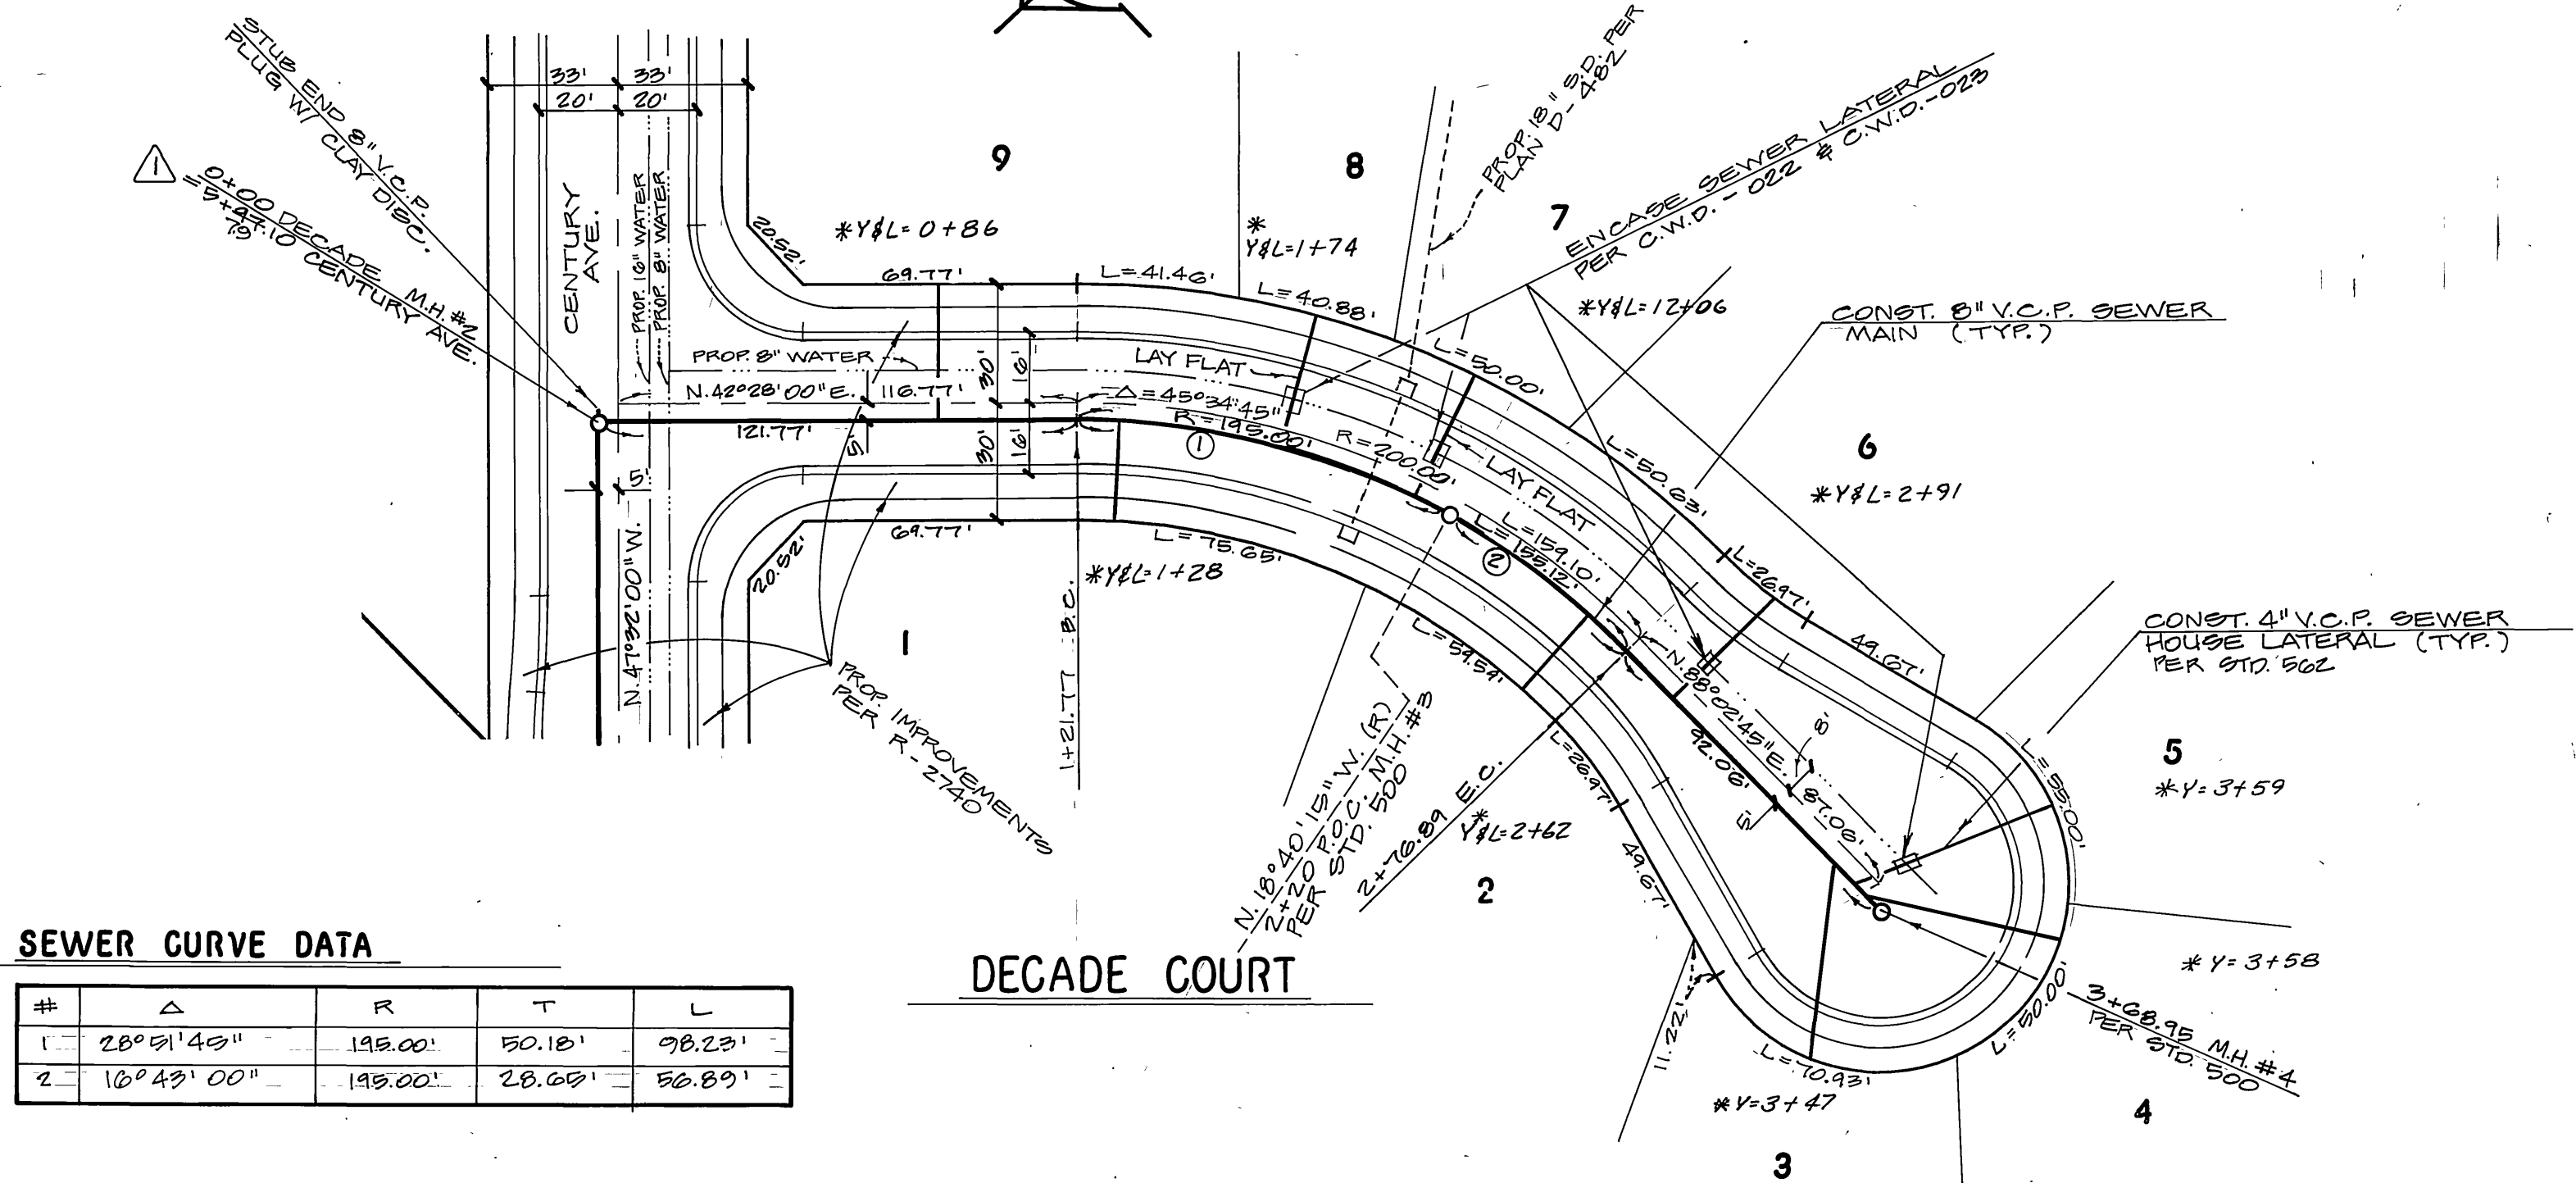 STUB END 8" V.C.P.
PLUG W/ CLAY DISC.
1
0+00 DECADE M.H. #2
=5+97.10 CENTURY AVE.
79
33' 33'
20' 20'
CENTURY
AVE.
PROP. 16" WATER
PROP. 8" WATER
9
8
7
PROP. 18" S.D. PER
PLAN D-482
ENCASE SEWER LATERAL
PER C.W.D.-022 & C.W.D.-023
20.52'
*Y&L=0+86
69.77'
L=41.46'
*
Y&L=1+74
L=40.88'
*Y&L=12+06
CONST. 8" V.C.P. SEWER
MAIN (TYP.)
PROP. 8" WATER
LAY FLAT
L=50.00'
N.42°28'00"E. 116.77'
30' 16'
Δ=45°34'45"
R=195.00'
R=200.00'
1
LAY FLAT
L=50.63'
6
*Y&L=2+91
121.77'
5'
30' 16'
5'
N.47°32'00"W.
20.52'
69.77'
L=75.65'
*Y&L=1+28
L=159.10'
L=155.12'
2
L=26.97'
49.67'
CONST. 4" V.C.P. SEWER
HOUSE LATERAL (TYP.)
PER STD. 562
1
PROP. IMPROVEMENTS
PER R-2740
1+21.77 B.C.
L=59.59'
N.88°02'45"E.
92.06'
87.06'
8'
5'
L=55.00'
5
*Y=3+59
L=26.97'
N.18°40'15"W. (R)
2+20 P.O.C. M.H.#3
PER STD. 500
2+76.89 E.C.
*
Y&L=2+62
49.67'
2
*Y=3+58
SEWER CURVE DATA
# Δ R T L
1 28°51'45" 195.00' 50.18' 98.23'
2 16°43'00" 195.00' 28.65' 56.89'
DECADE COURT
11.22'
L=70.93'
L=50.00'
3+68.95 M.H. #4
PER STD. 500
*Y=3+47
4
3